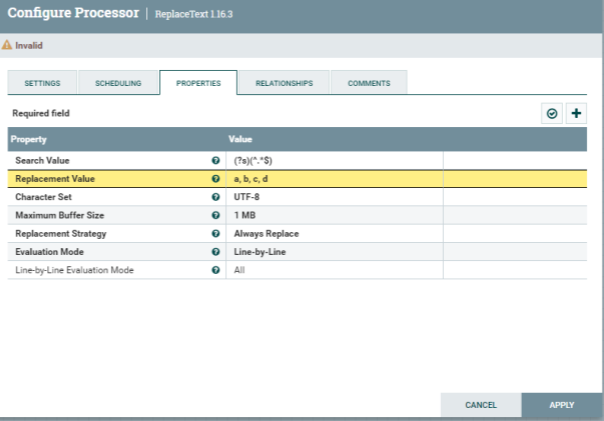 Configure Processor | ReplaceText 1.16.3
Invalid
SETTINGS SCHEDULING PROPERTIES RELATIONSHIPS COMMENTS
Required field
Property Value
Search Value (?s)(^.*$)
Replacement Value a, b, c, d
Character Set UTF-8
Maximum Buffer Size 1 MB
Replacement Strategy Always Replace
Evaluation Mode Line-by-Line
Line-by-Line Evaluation Mode All
CANCEL APPLY